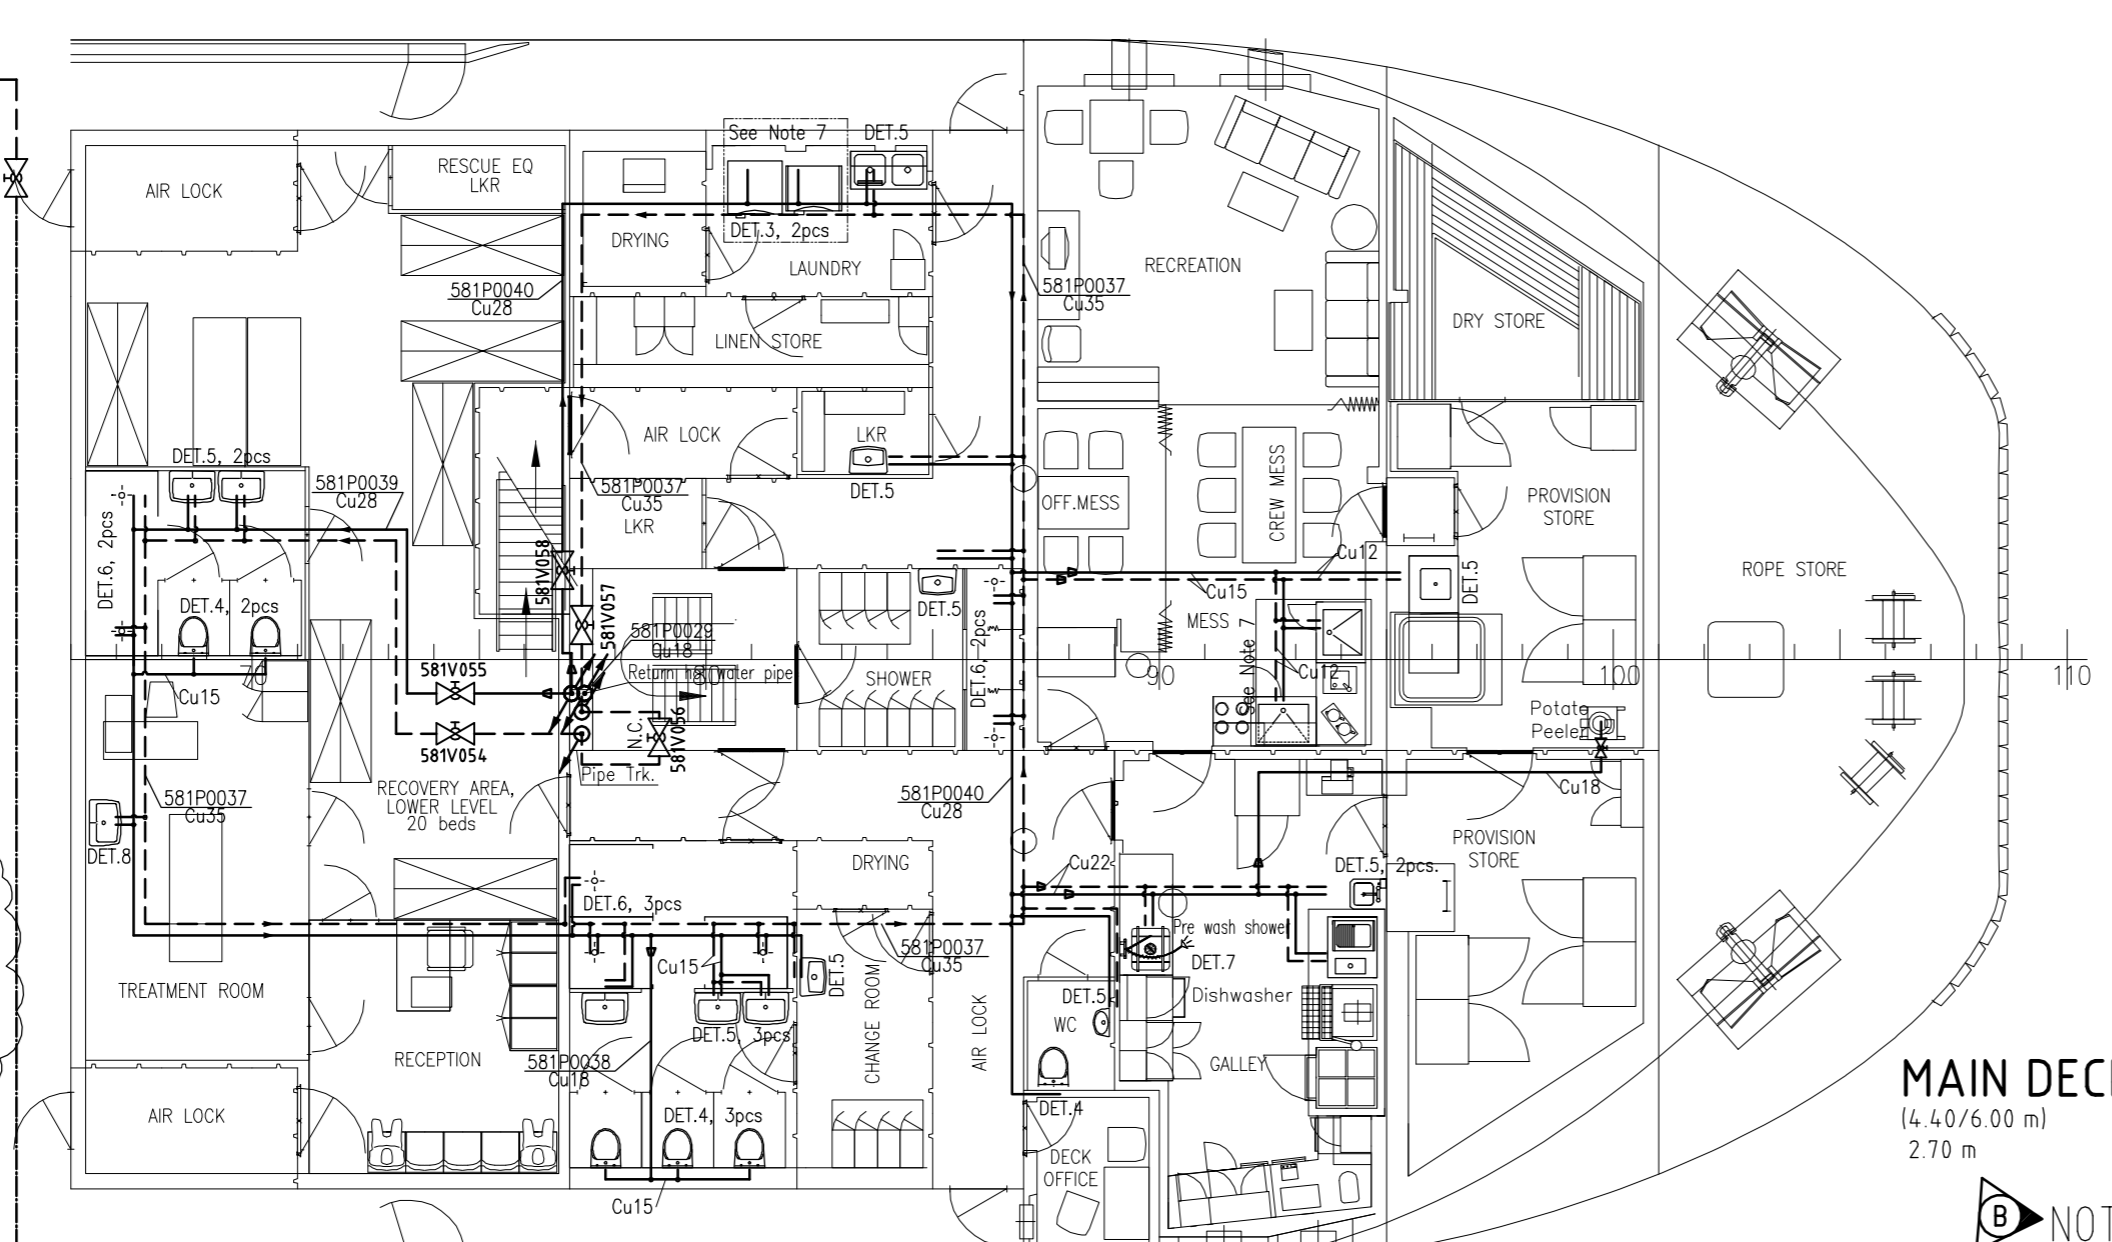 See Note 7
DET.5
AIR LOCK
RESCUE EQ
LKR
DRYING
DET.3, 2pcs
LAUNDRY
RECREATION
581P0040
Cu28
581P0037
Cu35
LINEN STORE
DRY STORE
AIR LOCK
LKR
DET.5
DET.5, 2pcs
581P0039
Cu28
581P0037
Cu35
LKR
OFF.MESS
CREW MESS
PROVISION
STORE
DET.6, 2pcs
581V058
581V057
Cu12
Cu15
DET.5
ROPE STORE
DET.4, 2pcs
DET.5
DET.6, 2pcs
MESS
See Note 7
581P0029
Cu18
Return hot water pipe
581V055
SHOWER
Cu12
70
80
90
100
110
Cu15
N.C.
581V056
581V054
Potato
Peeler
Pipe Trk.
RECOVERY AREA,
LOWER LEVEL
20 beds
581P0037
Cu35
581P0040
Cu28
Cu18
PROVISION
STORE
DET.8
DRYING
Cu22
DET.5, 2pcs.
DET.6, 3pcs
Pre wash shower
581P0037
Cu35
Cu15
DET.5
DET.7
TREATMENT ROOM
Dishwasher
DET.5
WC
DET.5, 3pcs
CHANGE ROOM
AIR LOCK
RECEPTION
581P0038
Cu18
GALLEY
MAIN DEC
(4.40/6.00 m)
2.70 m
AIR LOCK
DET.4, 3pcs
DET.4
DECK
OFFICE
Cu15
B
NOT